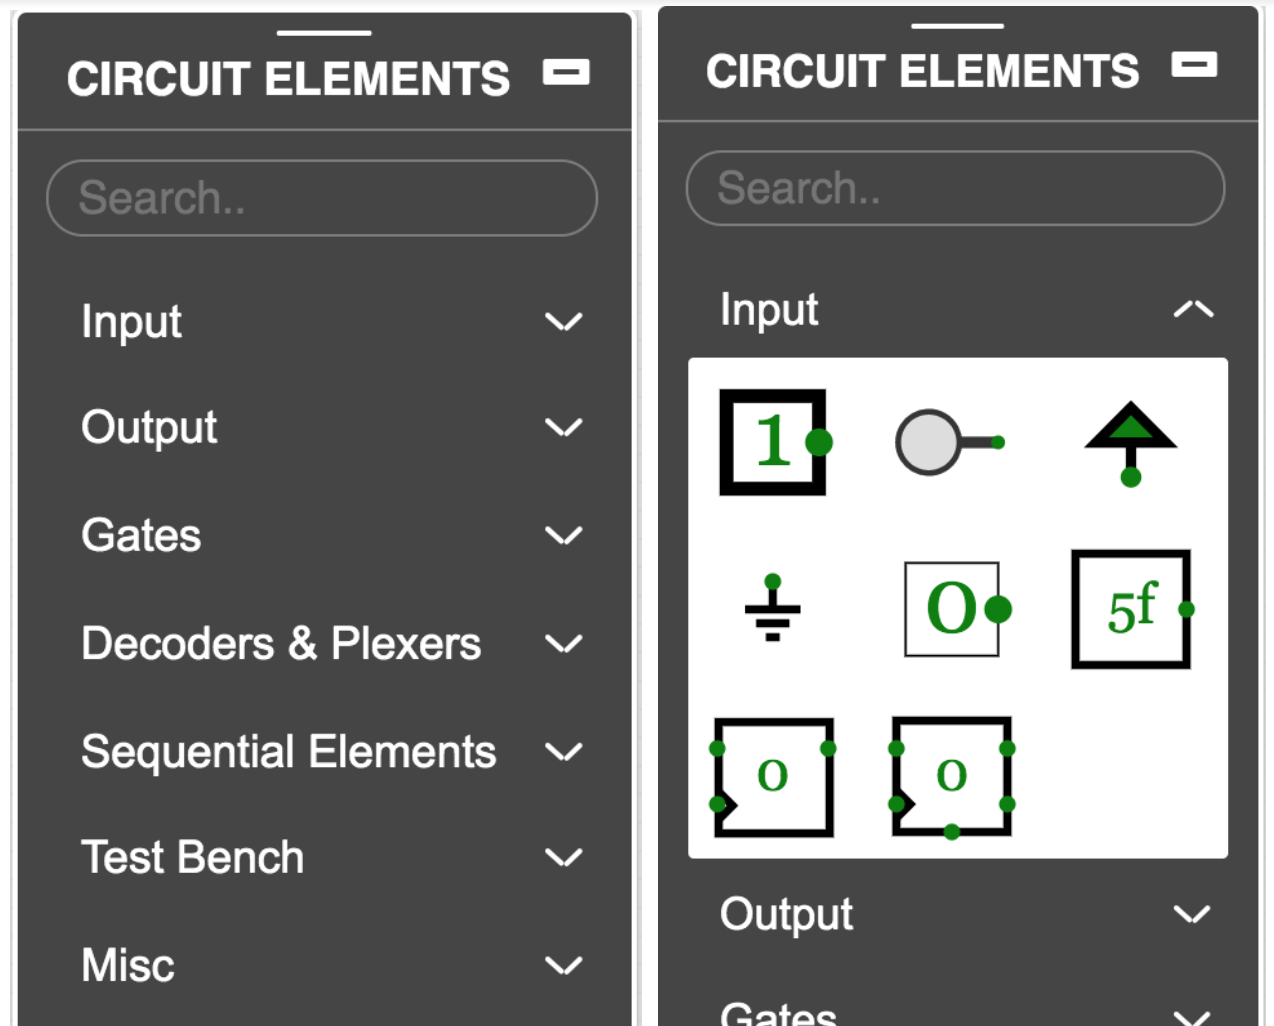 CIRCUIT ELEMENTS
Search..
Input
Output
Gates
Decoders & Plexers
Sequential Elements
Test Bench
Misc
CIRCUIT ELEMENTS
Search..
Input
1
0 5f
0 0
Output
Gates